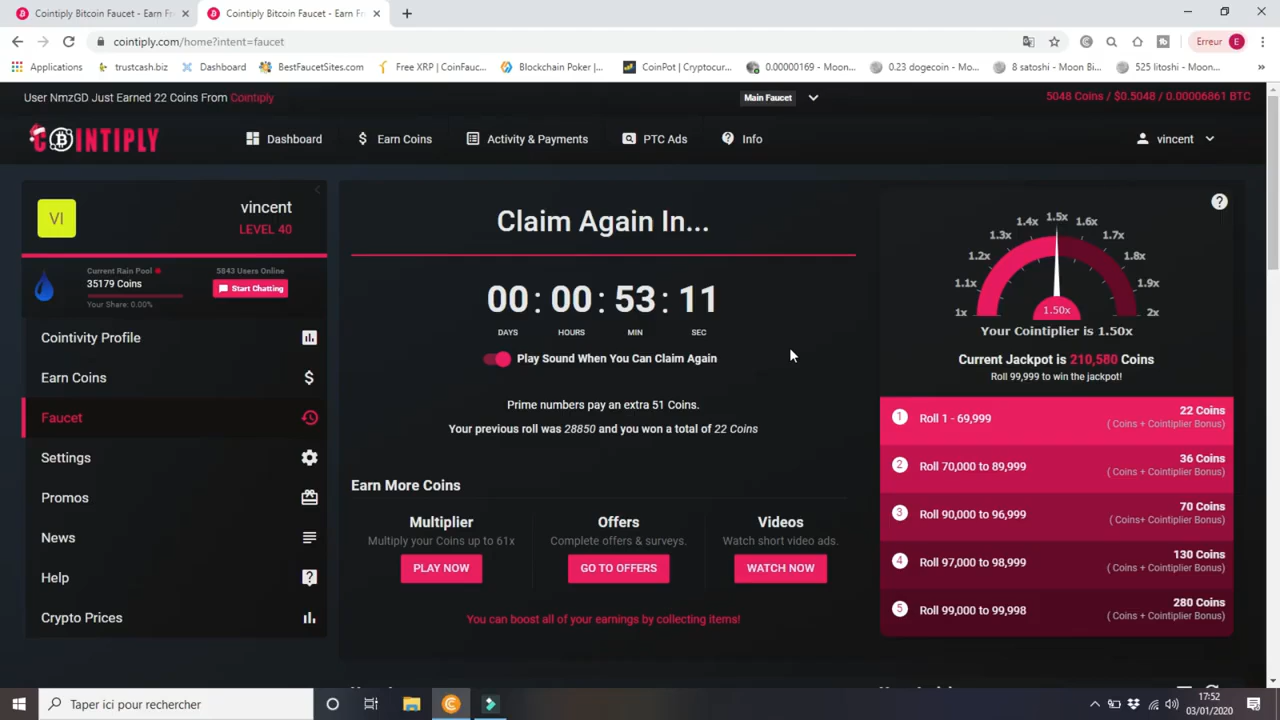 Cointiply Bitcoin Faucet - Earn Fr
Cointiply Bitcoin Faucet - Earn Fr
cointiply.com/home?intent=faucet
Erreur E
Applications
trustcash.biz
Dashboard
BestFaucetSites.com
Free XRP | CoinFauc...
Blockchain Poker |...
CoinPot | Cryptocur...
0.00000169 - Moon...
0.23 dogecoin - Mo...
8 satoshi - Moon Bi...
525 litoshi - Moon...
»
User NmzGD Just Earned 22 Coins From Cointiply
Main Faucet
5048 Coins / $0.5048 / 0.00006861 BTC
COINTIPLY
Dashboard
Earn Coins
Activity & Payments
PTC Ads
Info
vincent
VI
vincent
LEVEL 40
Current Rain Pool
35179 Coins
Your Share: 0.00%
5843 Users Online
Start Chatting
Cointivity Profile
Earn Coins
Faucet
Settings
Promos
News
Help
Crypto Prices
Claim Again In...
00 : 00 : 53 : 11
DAYS HOURS MIN SEC
Play Sound When You Can Claim Again
Prime numbers pay an extra 51 Coins.
Your previous roll was 28850 and you won a total of 22 Coins
Earn More Coins
Multiplier
Multiply your Coins up to 61x
PLAY NOW
Offers
Complete offers & surveys.
GO TO OFFERS
Videos
Watch short video ads.
WATCH NOW
You can boost all of your earnings by collecting items!
1x 1.1x 1.2x 1.3x 1.4x 1.5x 1.6x 1.7x 1.8x 1.9x 2x
1.50x
Your Cointiplier is 1.50x
Current Jackpot is 210,580 Coins
Roll 99,999 to win the jackpot!
1 Roll 1 - 69,999 22 Coins
( Coins + Cointiplier Bonus)
2 Roll 70,000 to 89,999 36 Coins
( Coins + Cointiplier Bonus)
3 Roll 90,000 to 96,999 70 Coins
( Coins+ Cointiplier Bonus)
4 Roll 97,000 to 98,999 130 Coins
( Coins + Cointiplier Bonus)
5 Roll 99,000 to 99,998 280 Coins
( Coins + Cointiplier Bonus)
Taper ici pour rechercher
17:52
03/01/2020